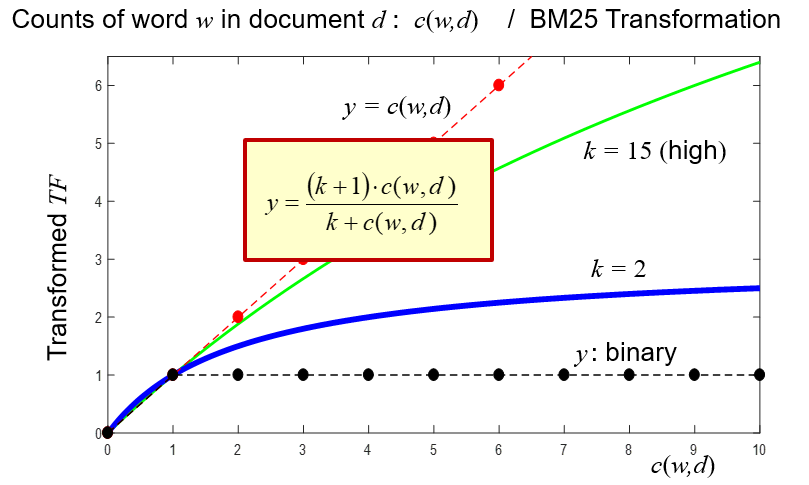 Counts of word w in document d : c(w,d) / BM25 Transformation
y = c(w,d)
k = 15 (high)
y = (k + 1)·c(w, d) / k + c(w, d)
k = 2
y : binary
Transformed TF
6
5
4
3
2
1
0
0 1 2 3 4 5 6 7 8 9 10
c(w,d)